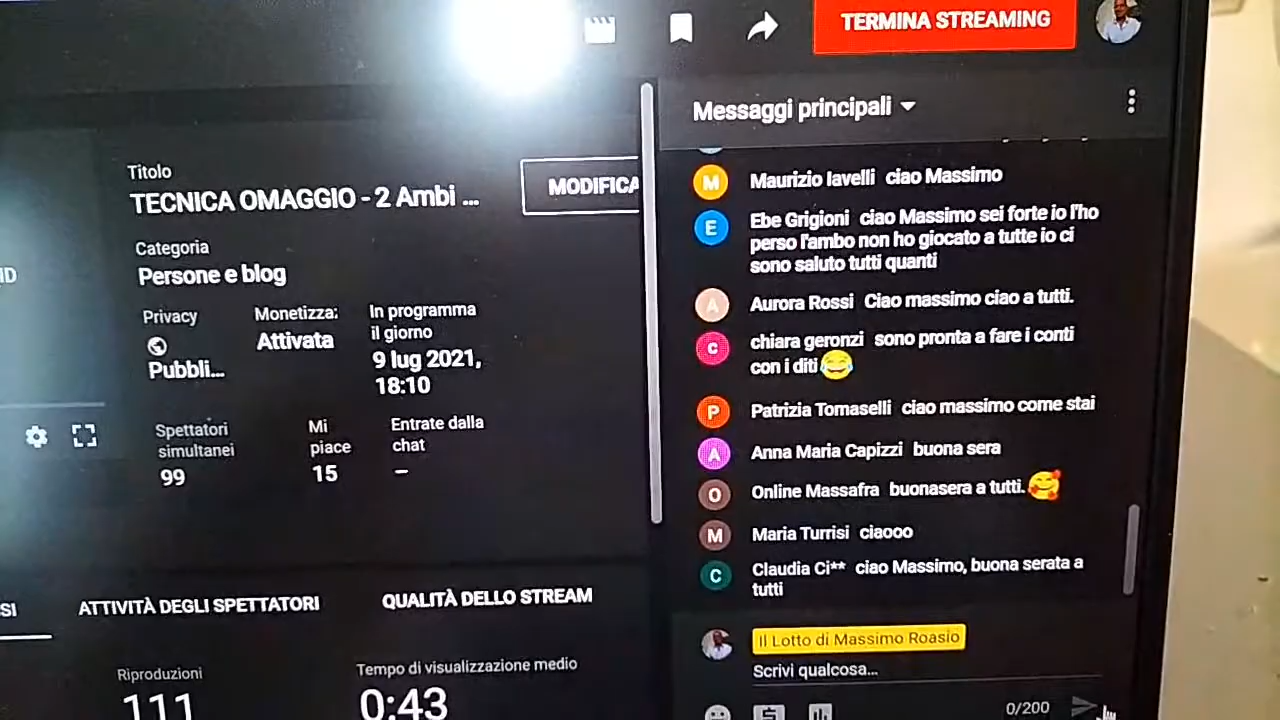 TERMINA STREAMING
Messaggi principali
Titolo
TECNICA OMAGGIO - 2 Ambi ...
MODIFICA
Categoria
Persone e blog
Privacy
Pubbli...
Monetizza:
Attivata
In programma
il giorno
9 lug 2021,
18:10
Spettatori
simultanei
99
Mi
piace
15
Entrate dalla
chat
–
SI
ATTIVITÀ DEGLI SPETTATORI
QUALITÀ DELLO STREAM
Riproduzioni
111
Tempo di visualizzazione medio
0:43
M Maurizio Iavelli ciao Massimo
E Ebe Grigioni ciao Massimo sei forte io l'ho
perso l'ambo non ho giocato a tutte io ci
sono saluto tutti quanti
A Aurora Rossi Ciao massimo ciao a tutti.
c chiara geronzi sono pronta a fare i conti
con i diti😂
P Patrizia Tomaselli ciao massimo come stai
A Anna Maria Capizzi buona sera
O Online Massafra buonasera a tutti.🥰
M Maria Turrisi ciaooo
C Claudia Ci** ciao Massimo, buona serata a
tutti
Il Lotto di Massimo Roasio
Scrivi qualcosa...
0/200